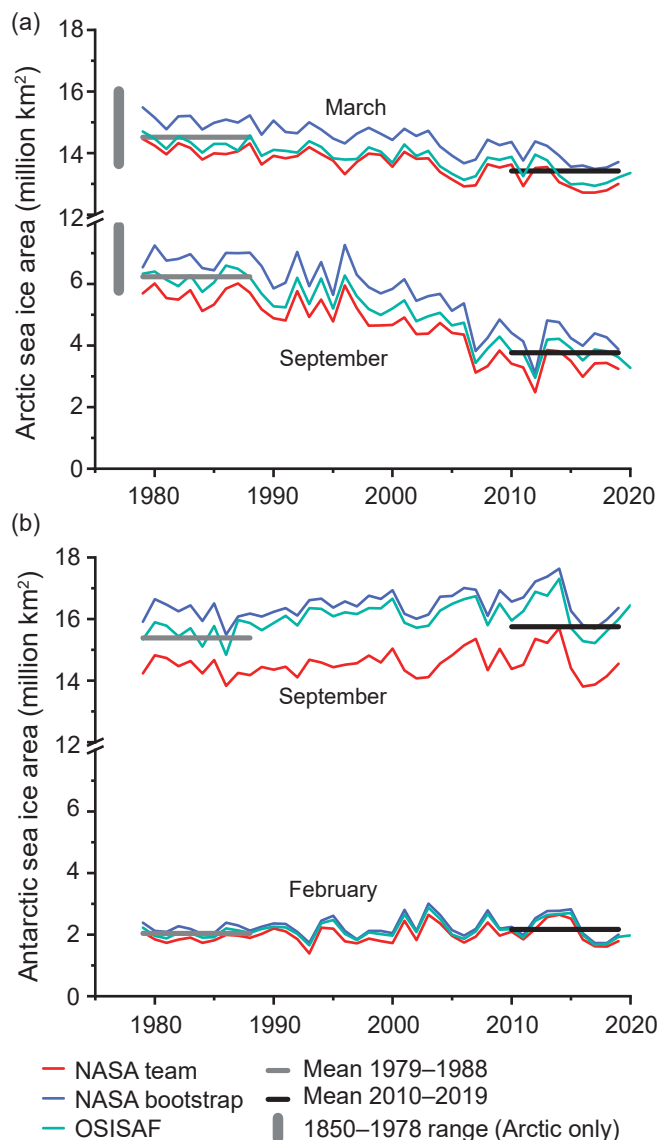 (a)
Arctic sea ice area (million km²)
18
16
14
12
6
4
2
0
March
September
1980 1990 2000 2010 2020
(b)
Antarctic sea ice area (million km²)
18
16
14
12
6
4
2
0
September
February
1980 1990 2000 2010 2020
NASA team
NASA bootstrap
OSISAF
Mean 1979–1988
Mean 2010–2019
1850–1978 range (Arctic only)